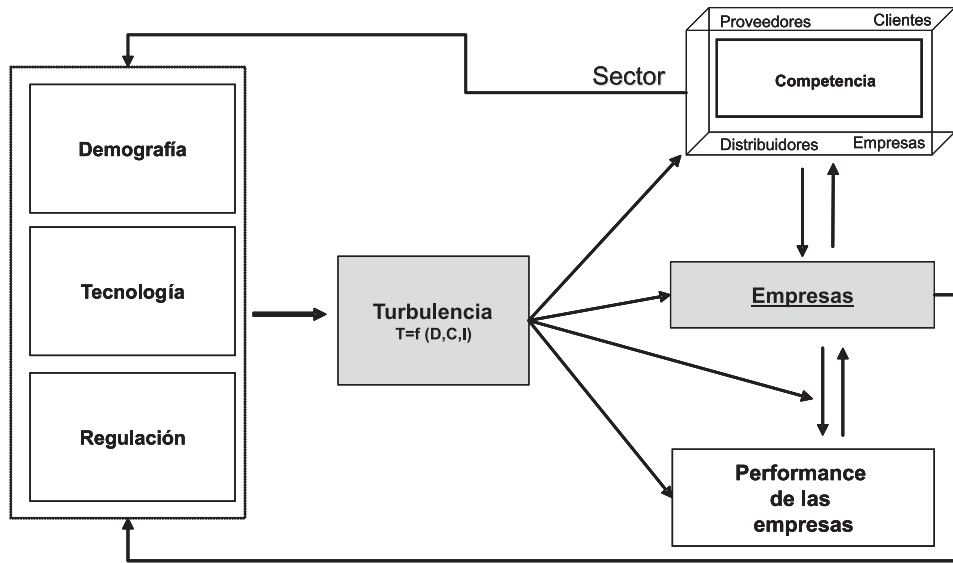 Proveedores
Clientes
Sector
Competencia
Distribuidores
Empresas
Demografía
Tecnología
Regulación
Turbulencia
T=f (D,C,I)
Empresas
Performance
de las
empresas